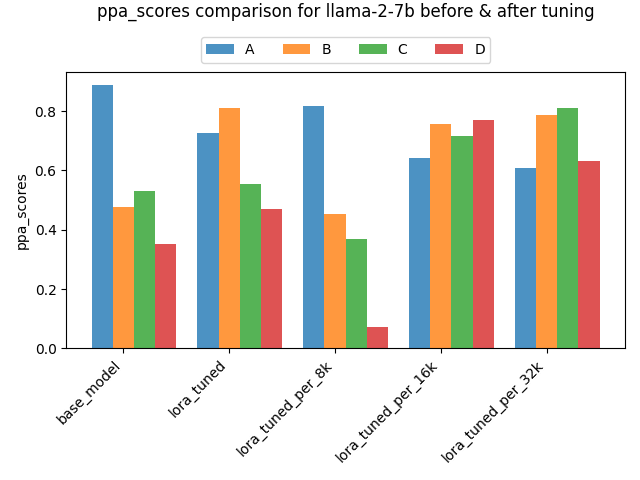 ppa_scores comparison for llama-2-7b before & after tuning
A B C D
ppa_scores
0.8
0.6
0.4
0.2
0.0
base_model
lora_tuned
lora_tuned_per_8k
lora_tuned_per_16k
lora_tuned_per_32k